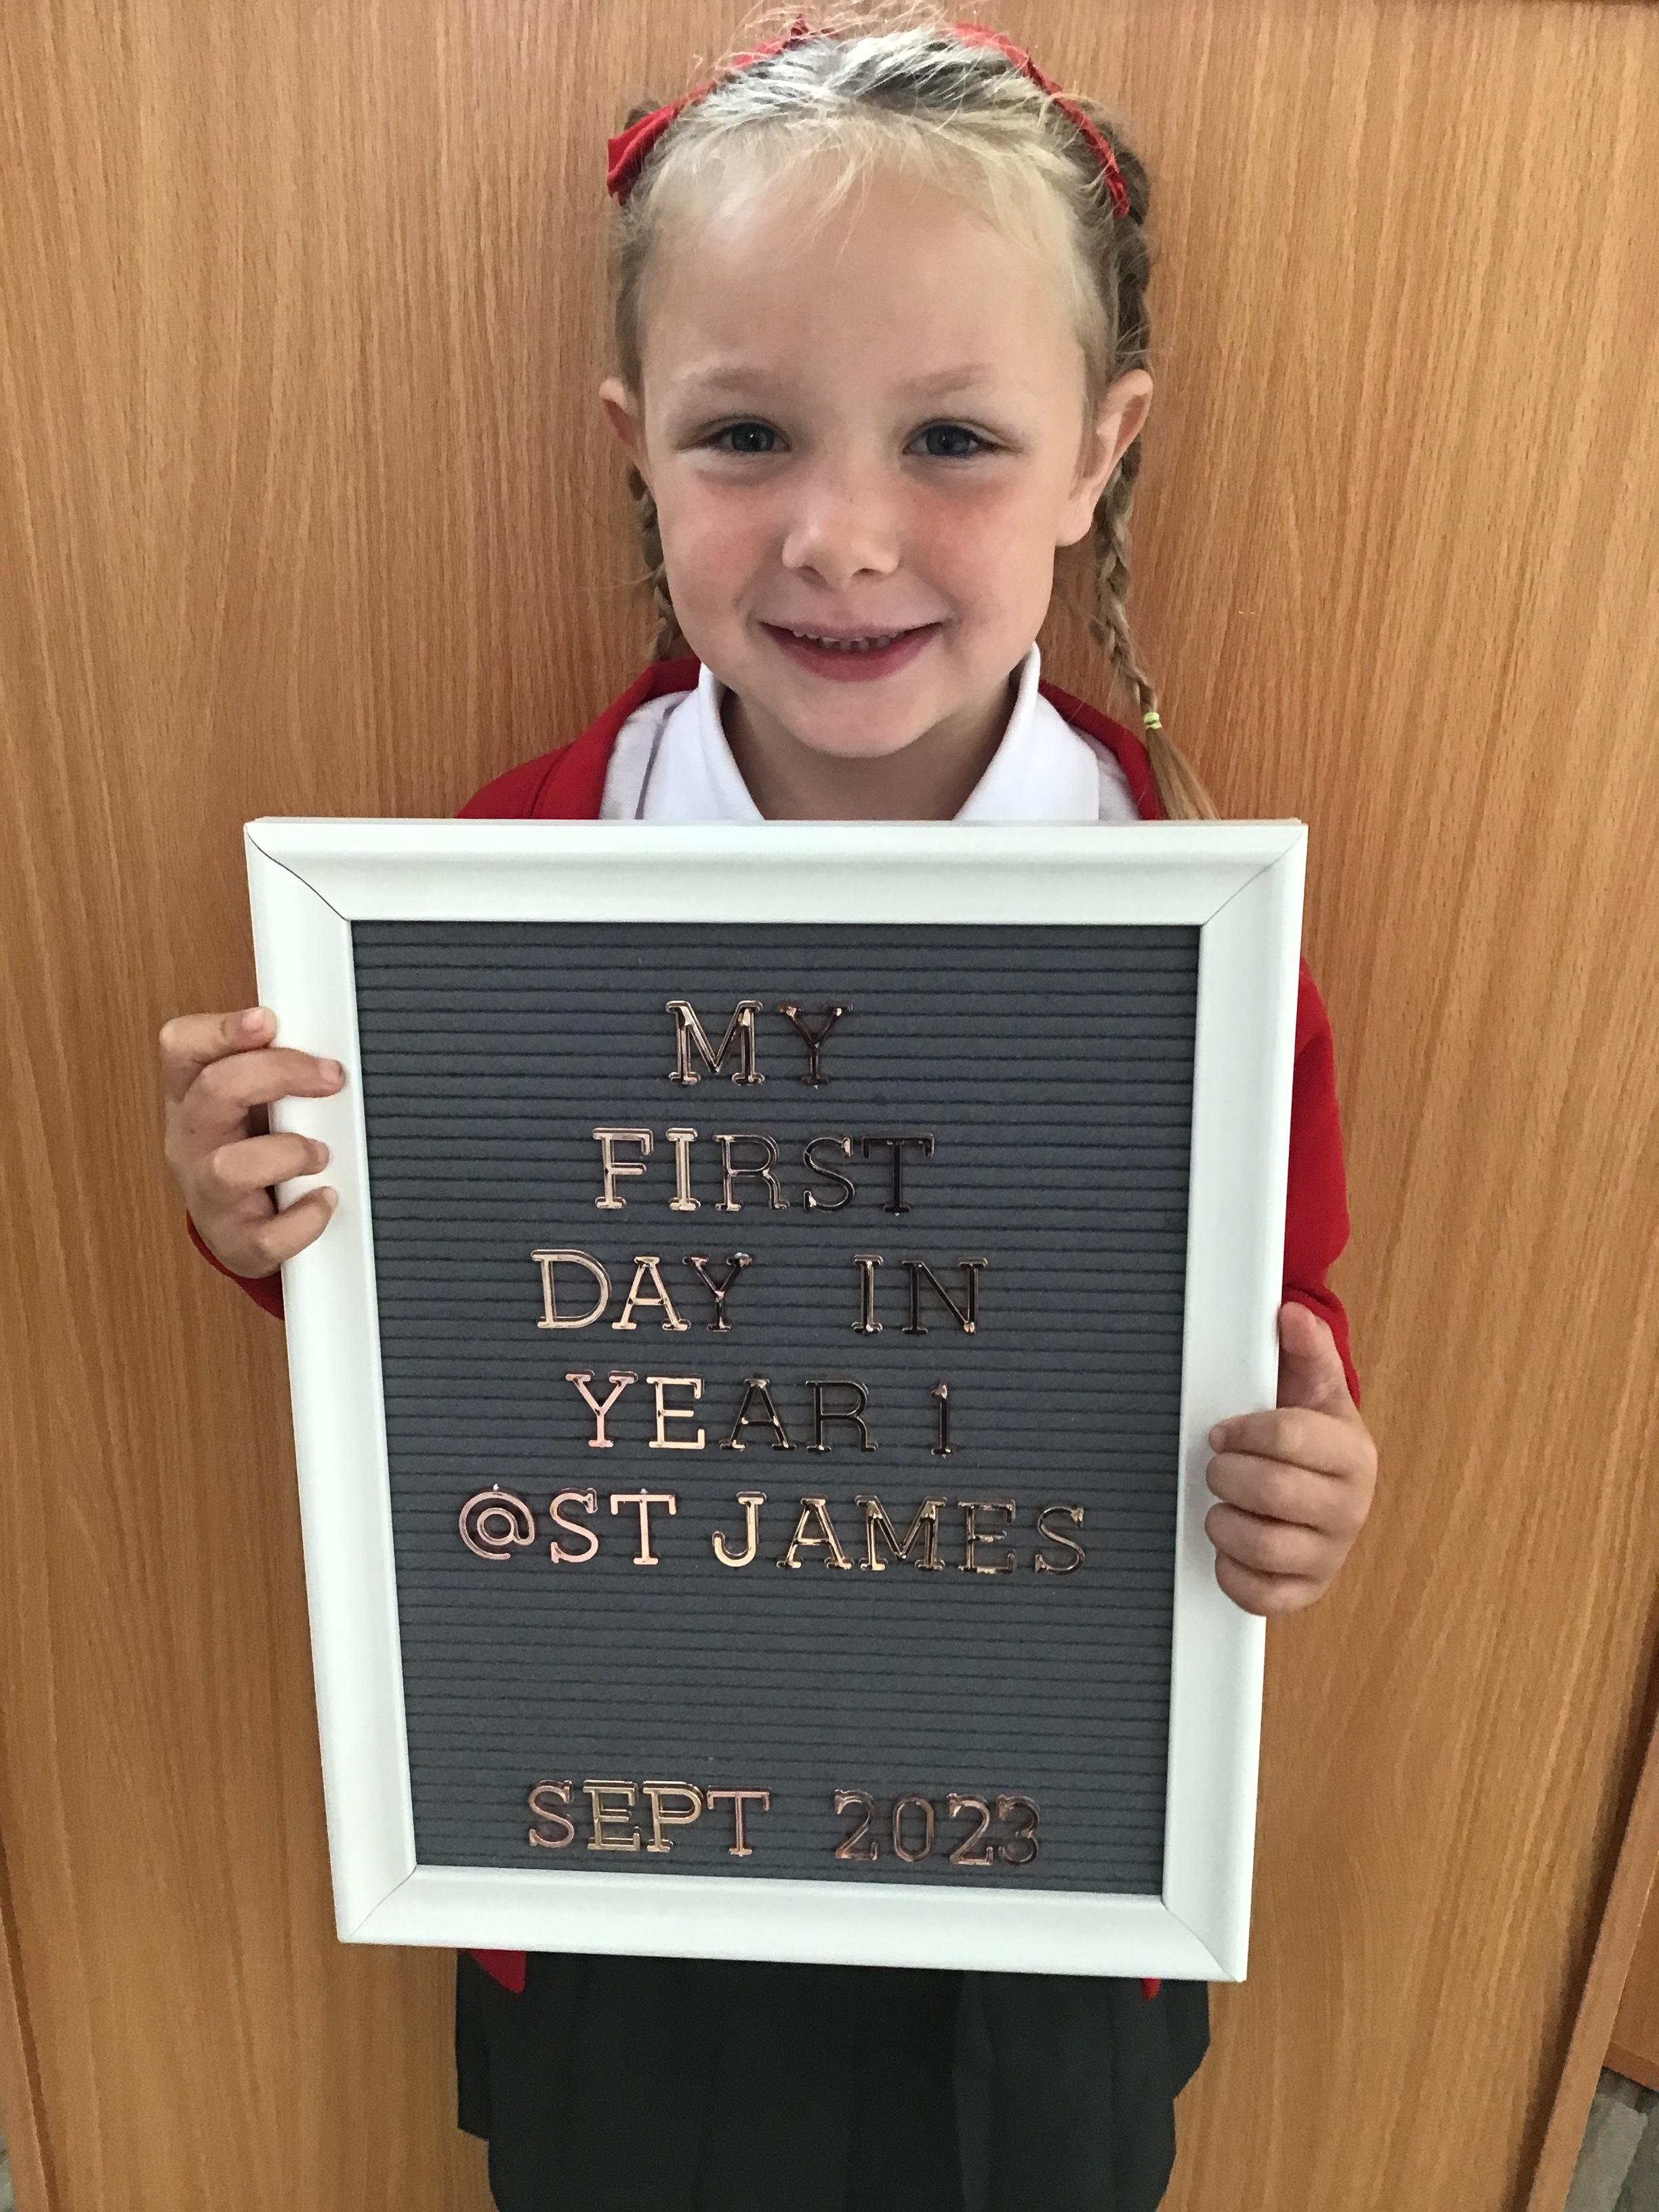 MY
FIRST
DAY IN
YEAR 1
@ST JAMES
SEPT 2023